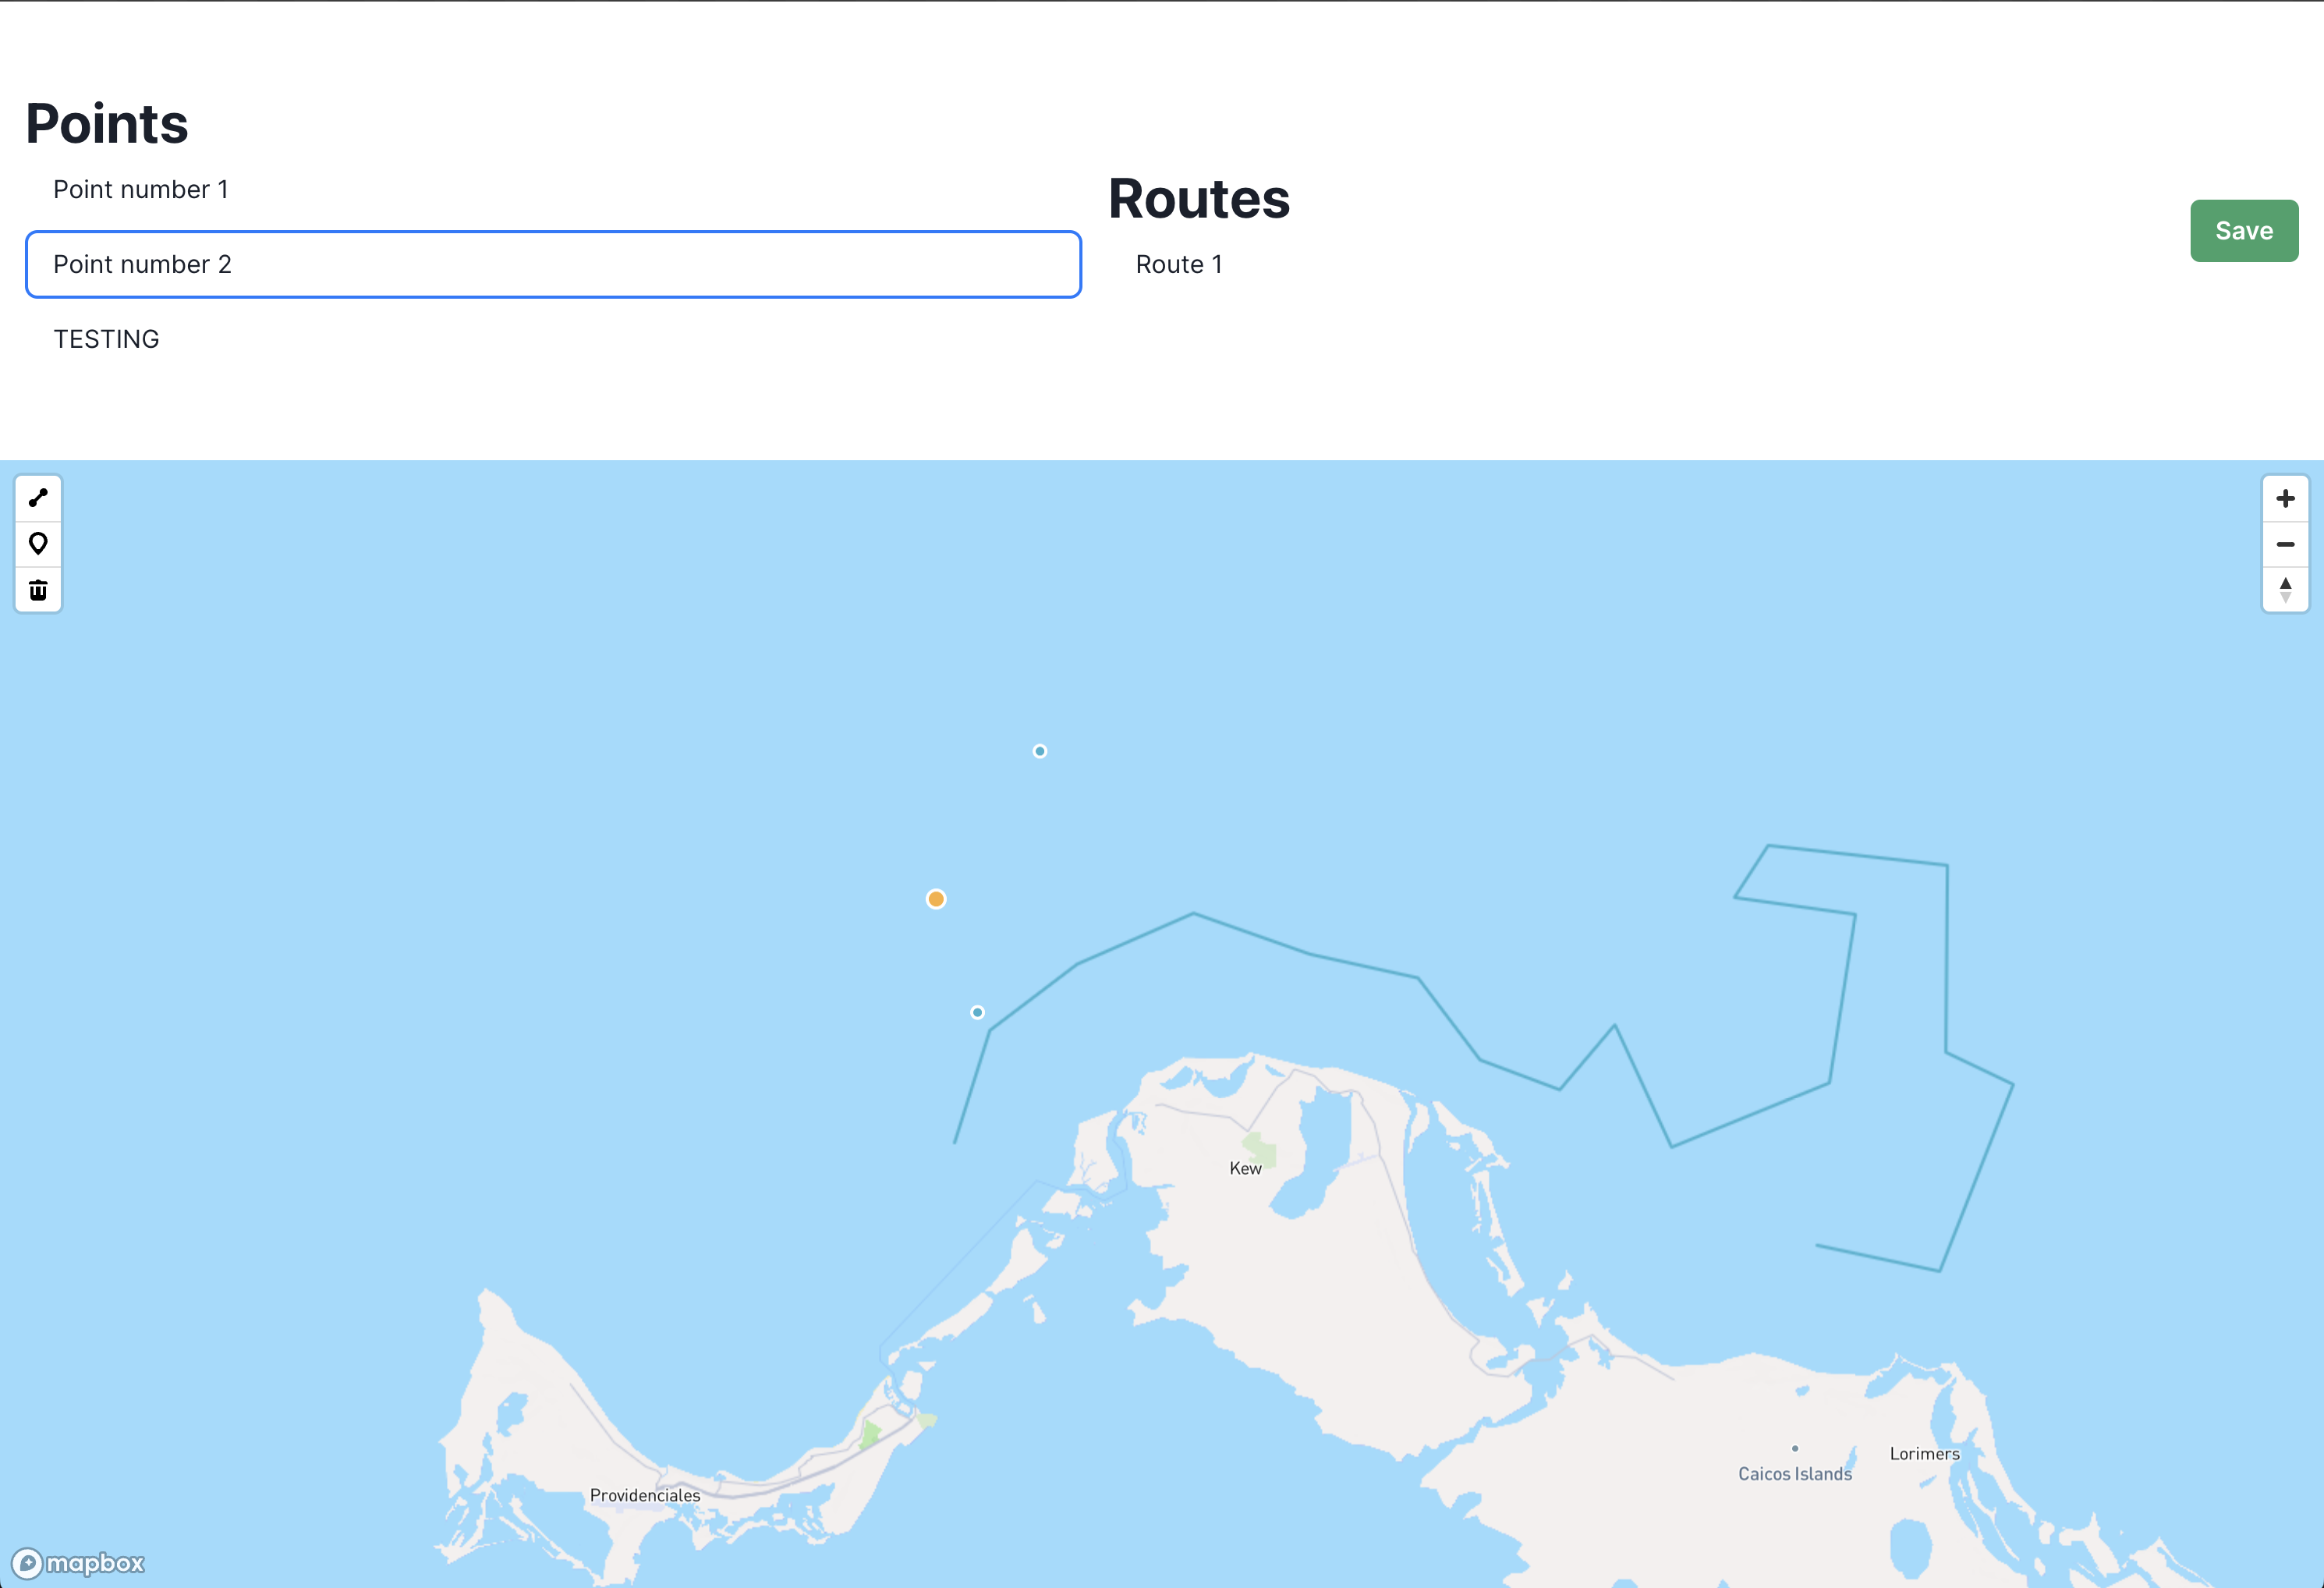 Points
Point number 1
Point number 2
TESTING
Routes
Route 1
Save
Kew
Providenciales
Caicos Islands
Lorimers
mapbox